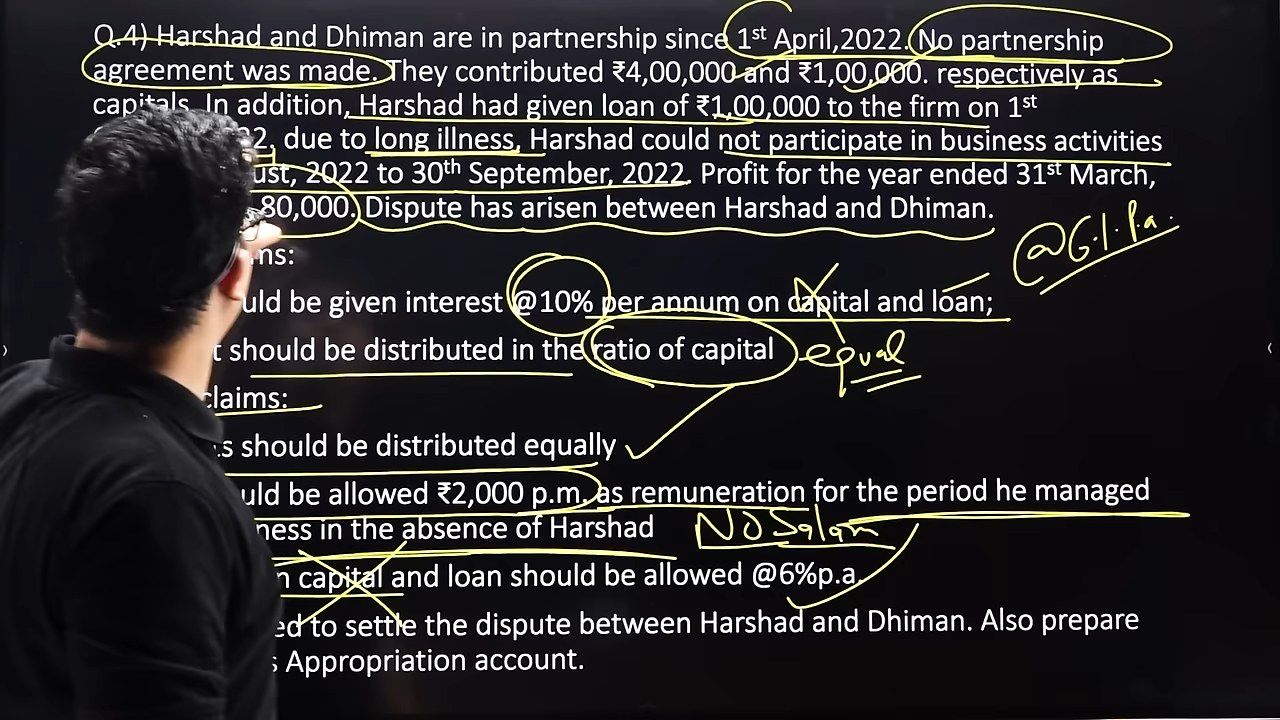 Q.4) Harshad and Dhiman are in partnership since 1st April,2022. No partnership
agreement was made. They contributed ₹4,00,000 and ₹1,00,000. respectively as
capitals. In addition, Harshad had given loan of ₹1,00,000 to the firm on 1st
due to long illness, Harshad could not participate in business activities
2022 to 30th September, 2022. Profit for the year ended 31st March,
80,000. Dispute has arisen between Harshad and Dhiman.
@6.1.P.a.
be given interest @10% per annum on capital and loan;
should be distributed in the ratio of capital equal
claims:
should be distributed equally
be allowed ₹2,000 p.m. as remuneration for the period he managed
in the absence of Harshad No Salary
capital and loan should be allowed @6%p.a.
to settle the dispute between Harshad and Dhiman. Also prepare
Appropriation account.